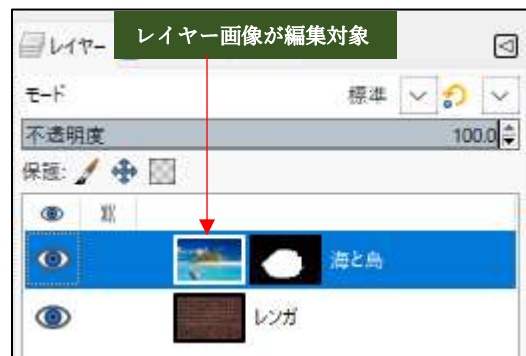 レイヤー画像が編集対象
レイヤー
モード 標準
不透明度 100.0
保護:
海と島
レンガ